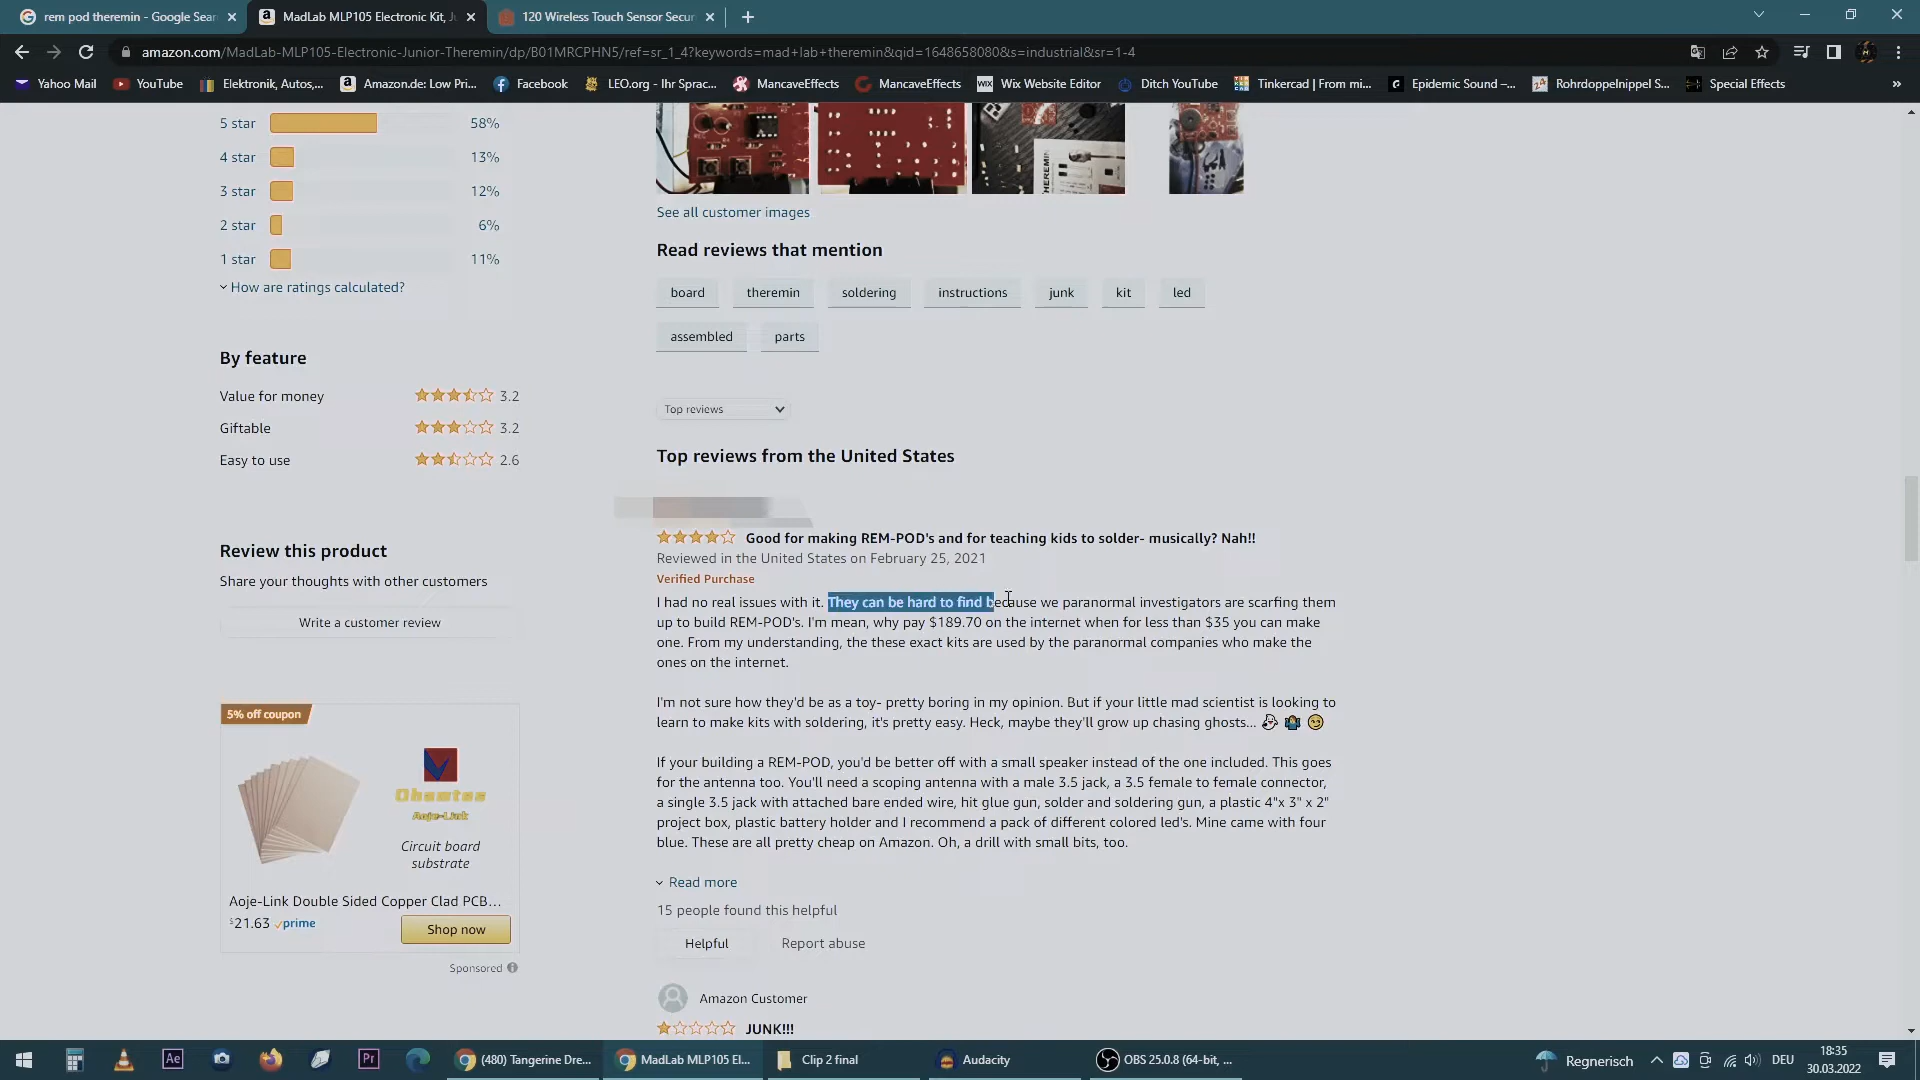 rem pod theremin - Google Sear
MadLab MLP105 Electronic Kit, Ju
120 Wireless Touch Sensor Secur
amazon.com/MadLab-MLP105-Electronic-Junior-Theremin/dp/B01MRCPHN5/ref=sr_1_4?keywords=mad+lab+theremin&qid=1648658080&s=industrial&sr=1-4
Yahoo Mail
YouTube
Elektronik, Autos,...
Amazon.de: Low Pri...
Facebook
LEO.org - Ihr Sprac...
MancaveEffects
MancaveEffects
Wix Website Editor
Ditch YouTube
Tinkercad | From mi...
Epidemic Sound –...
Rohrdoppelnippel S...
Special Effects
»
5 star 58%
4 star 13%
3 star 12%
2 star 6%
1 star 11%
How are ratings calculated?
By feature
Value for money 3.2
Giftable 3.2
Easy to use 2.6
Review this product
Share your thoughts with other customers
Write a customer review
5% off coupon
Obsmtee
Aoje-Link
Circuit board
substrate
Aoje-Link Double Sided Copper Clad PCB...
$21.63 prime
Shop now
Sponsored
THEREMIN
See all customer images
Read reviews that mention
board theremin soldering instructions junk kit led
assembled parts
Top reviews
Top reviews from the United States
Good for making REM-POD's and for teaching kids to solder- musically? Nah!!
Reviewed in the United States on February 25, 2021
Verified Purchase
I had no real issues with it. They can be hard to find because we paranormal investigators are scarfing them
up to build REM-POD's. I'm mean, why pay $189.70 on the internet when for less than $35 you can make
one. From my understanding, the these exact kits are used by the paranormal companies who make the
ones on the internet.
I'm not sure how they'd be as a toy- pretty boring in my opinion. But if your little mad scientist is looking to
learn to make kits with soldering, it's pretty easy. Heck, maybe they'll grow up chasing ghosts... 👻 🤷 😏
If your building a REM-POD, you'd be better off with a small speaker instead of the one included. This goes
for the antenna too. You'll need a scoping antenna with a male 3.5 jack, a 3.5 female to female connector,
a single 3.5 jack with attached bare ended wire, hit glue gun, solder and soldering gun, a plastic 4"x 3" x 2"
project box, plastic battery holder and I recommend a pack of different colored led's. Mine came with four
blue. These are all pretty cheap on Amazon. Oh, a drill with small bits, too.
Read more
15 people found this helpful
Helpful
Report abuse
Amazon Customer
JUNK!!!
Ae
Pr
(480) Tangerine Dre...
MadLab MLP105 El...
Clip 2 final
Audacity
OBS 25.0.8 (64-bit, ...
Regnerisch
DEU
18:35
30.03.2022